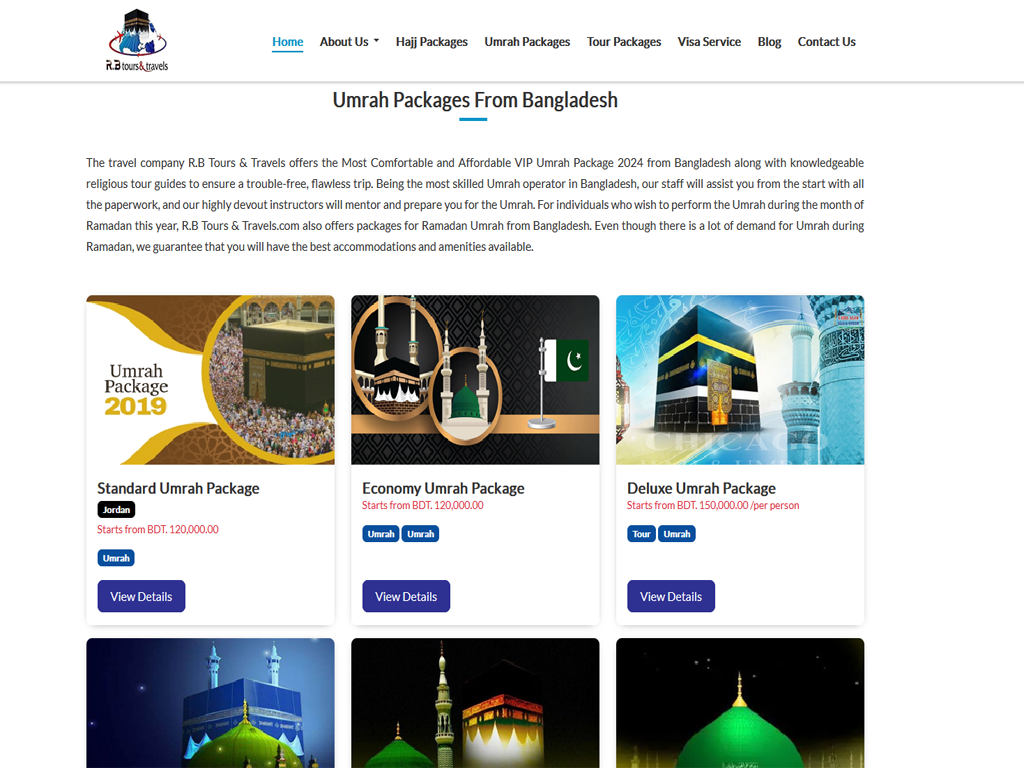 R.B tours&travels
Home About Us Hajj Packages Umrah Packages Tour Packages Visa Service Blog Contact Us
Umrah Packages From Bangladesh
The travel company R.B Tours & Travels offers the Most Comfortable and Affordable VIP Umrah Package 2024 from Bangladesh along with knowledgeable
religious tour guides to ensure a trouble-free, flawless trip. Being the most skilled Umrah operator in Bangladesh, our staff will assist you from the start with all
the paperwork, and our highly devout instructors will mentor and prepare you for the Umrah. For individuals who wish to perform the Umrah during the month of
Ramadan this year, R.B Tours & Travels.com also offers packages for Ramadan Umrah from Bangladesh. Even though there is a lot of demand for Umrah during
Ramadan, we guarantee that you will have the best accommodations and amenities available.
Umrah
Package
2019
CHICAGO
Standard Umrah Package
Jordan
Starts from BDT. 120,000.00
Umrah
View Details
Economy Umrah Package
Starts from BDT. 120,000.00
Umrah Umrah
View Details
Deluxe Umrah Package
Starts from BDT. 150,000.00 /per person
Tour Umrah
View Details